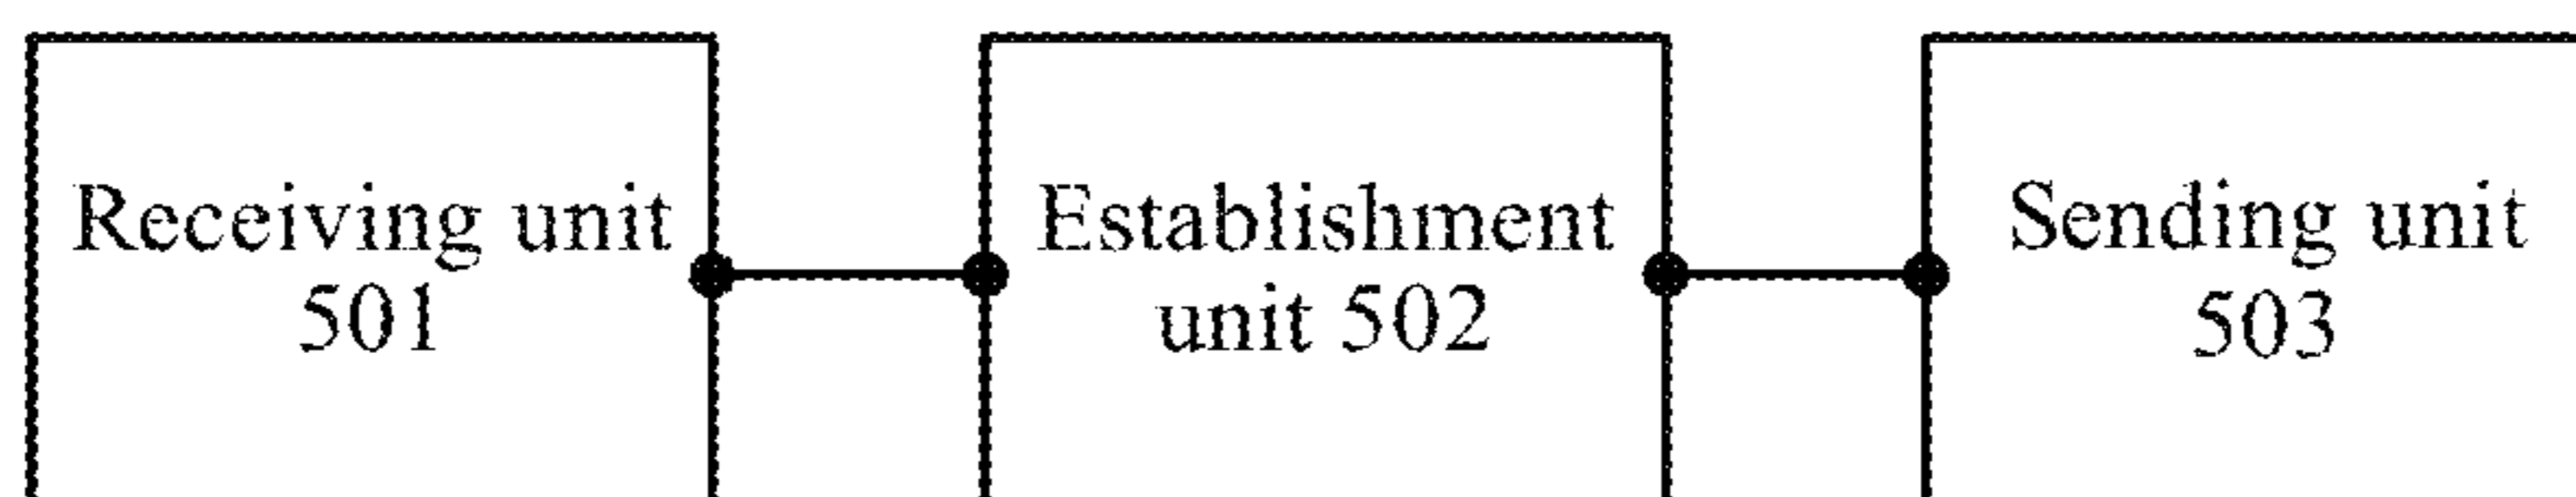 Receiving unit
501
Establishment
unit 502
Sending unit
503